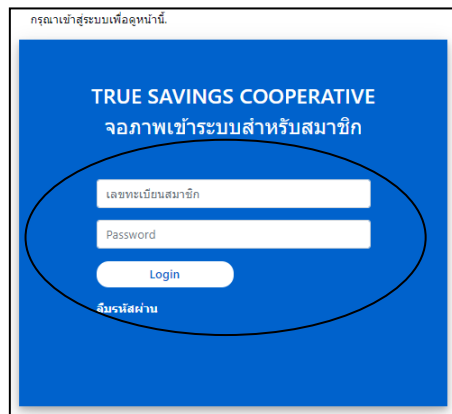 กรุณาเข้าสู่ระบบเพื่อดูหน้านี้.
TRUE SAVINGS COOPERATIVE
จอภาพเข้าระบบสำหรับสมาชิก
เลขทะเบียนสมาชิก
Password
Login
ลืมรหัสผ่าน